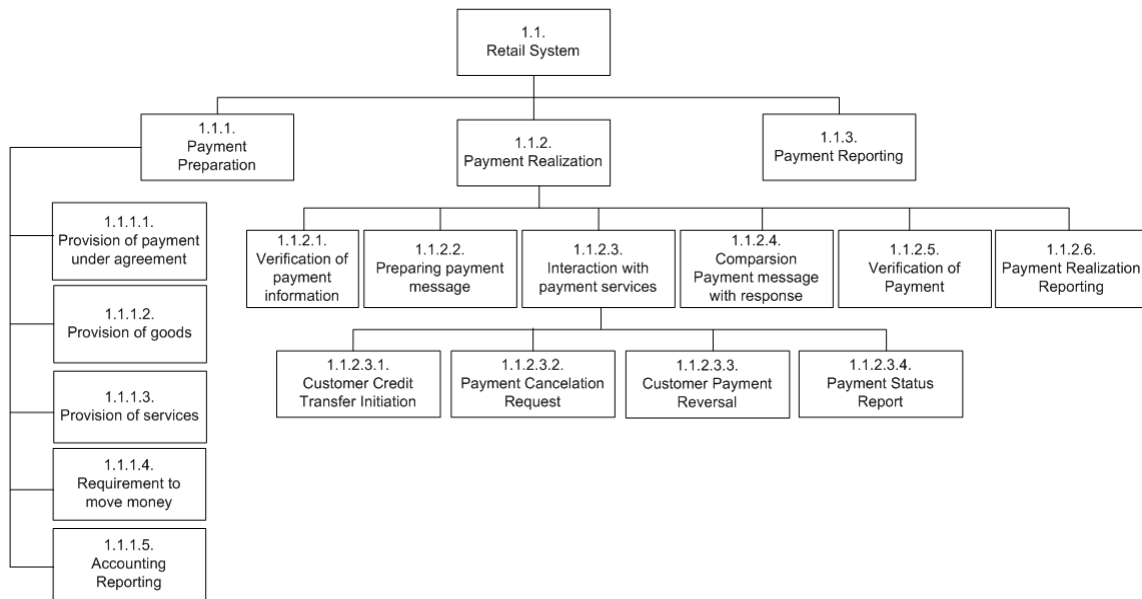 1.1.
Retail System
1.1.1.
Payment
Preparation
1.1.2.
Payment Realization
1.1.3.
Payment Reporting
1.1.1.1.
Provision of payment
under agreement
1.1.1.2.
Provision of goods
1.1.1.3.
Provision of services
1.1.1.4.
Requirement to
move money
1.1.1.5.
Accounting
Reporting
1.1.2.1.
Verification of
payment
information
1.1.2.2.
Preparing payment
message
1.1.2.3.
Interaction with
payment services
1.1.2.4.
Comparsion
Payment message
with response
1.1.2.5.
Verification of
Payment
1.1.2.6.
Payment Realization
Reporting
1.1.2.3.1.
Customer Credit
Transfer Initiation
1.1.2.3.2.
Payment Cancelation
Request
1.1.2.3.3.
Customer Payment
Reversal
1.1.2.3.4.
Payment Status
Report